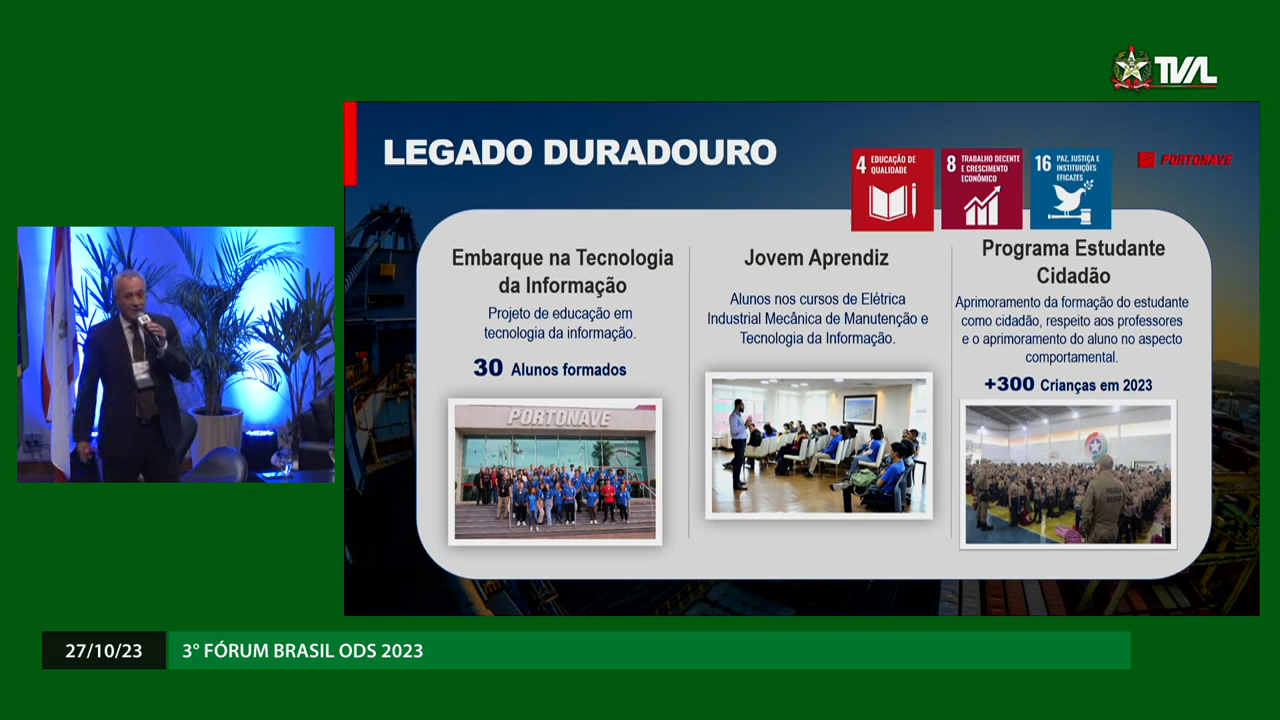 TVAL
LEGADO DURADOURO
4 EDUCAÇÃO DE
QUALIDADE
8 TRABALHO DECENTE
E CRESCIMENTO
ECONÔMICO
16 PAZ, JUSTIÇA E
INSTITUIÇÕES
EFICAZES
PORTONAVE
Embarque na Tecnologia
da Informação
Projeto de educação em
tecnologia da informação.
30 Alunos formados
PORTONAVE
Jovem Aprendiz
Alunos nos cursos de Elétrica
Industrial Mecânica de Manutenção e
Tecnologia da Informação.
Programa Estudante
Cidadão
Aprimoramento da formação do estudante
como cidadão, respeito aos professores
e o aprimoramento do aluno no aspecto
comportamental.
+300 Crianças em 2023
27/10/23
3° FÓRUM BRASIL ODS 2023